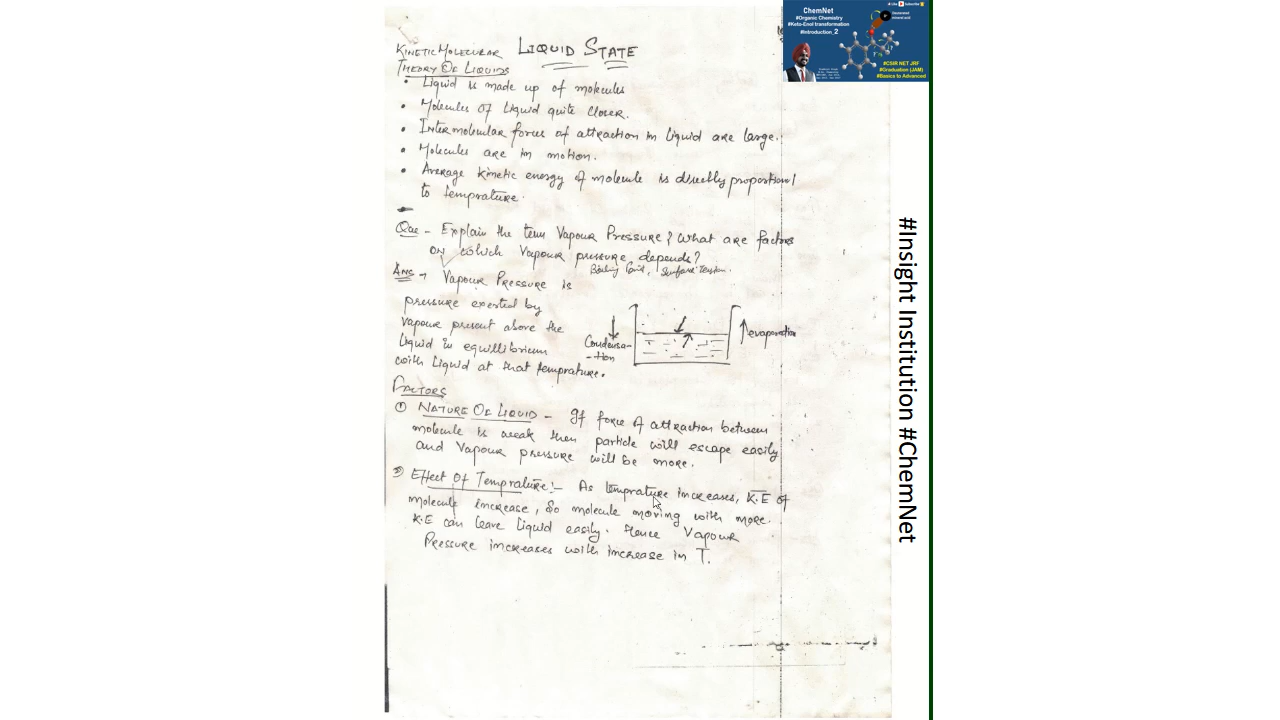 ChemNet
#Organic Chemistry
#Keto-Enol transformation
#Introduction_2
#CSIR NET JRF
#Graduation (JAM)
#Basics to Advanced
LIQUID STATE
KINETIC MOLECULAR
THEORY OF LIQUIDS
• Liquid is made up of molecules
• Molecules of Liquid quite closer.
• Intermolecular forces of attraction in Liquid are large.
• Molecules are in motion.
• Average Kinetic energy of molecule is directly proportional
to temprature.
Que - Explain the term Vapour Pressure? What are factors
on which Vapour pressure depends?
Boiling Point, Surface Tension.
Ans → Vapour Pressure is
pressure exerted by
Vapour present above the
Liquid in equillibrium
with Liquid at that temprature.
Condensa-
-tion
evaporation
FACTORS
① NATURE OF LIQUID - If force of attraction between
molecule is weak then particle will escape easily
and Vapour pressure will be more.
② Effect Of Temprature:- As temprature increases, K.E of
molecule increase, So molecule moving with more.
K.E can leave Liquid easily. Hence Vapour
Pressure increases with increase in T.
#Insight Institution #ChemNet